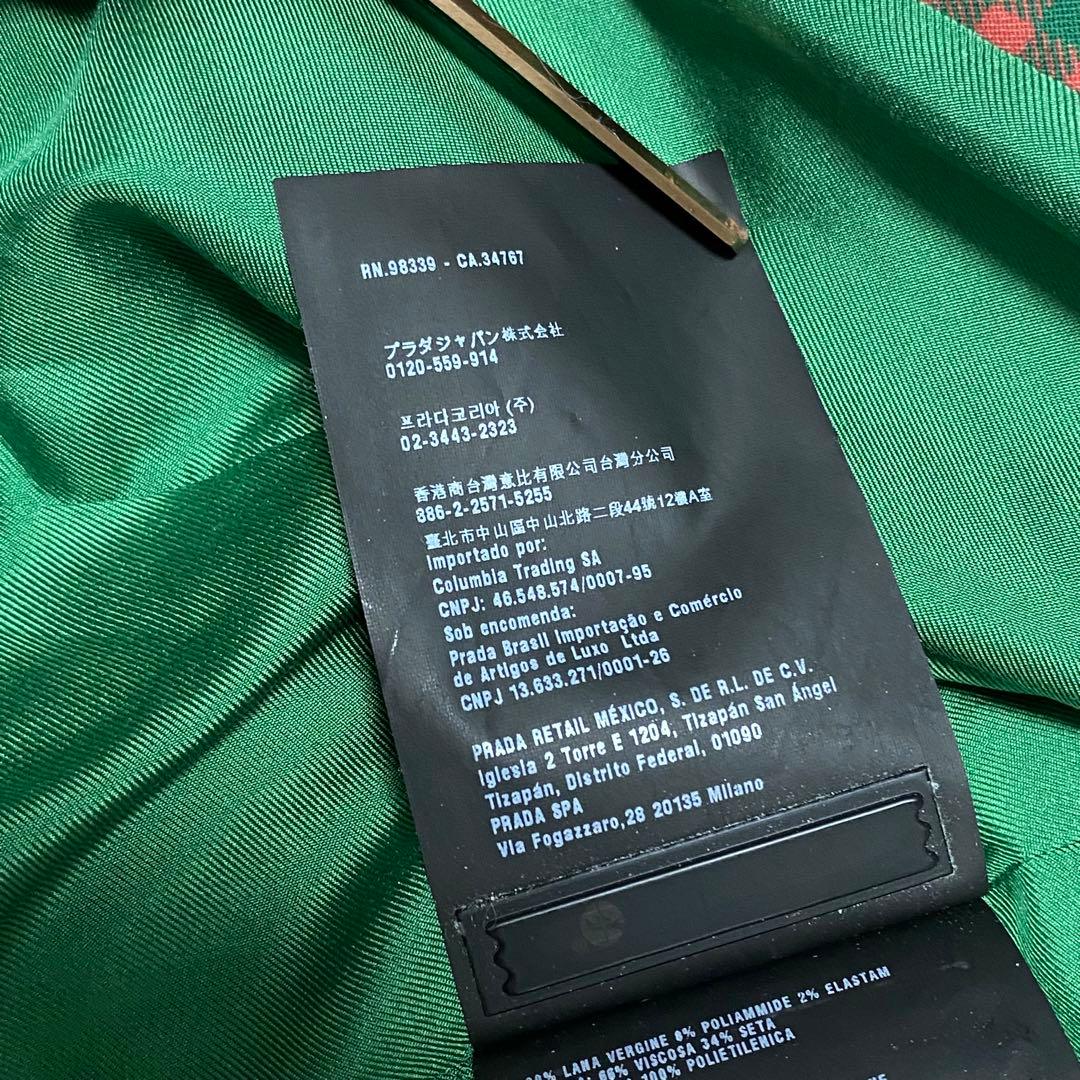 RN.98339 - CA.34767
プラダジャパン株式会社
0120-559-914
프라다코리아 (주)
02-3443-2323
香港商台灣意比有限公司台灣分公司
886-2-2571-5255
臺北市中山區中山北路二段44號12樓A室
Importado por:
Columbia Trading SA
CNPJ: 46.548.574/0007-95
Sob encomenda:
Prada Brasil Importação e Comércio
de Artigos de Luxo Ltda
CNPJ 13.633.271/0001-26
PRADA RETAIL MÉXICO, S. DE R.L. DE C.V.
Iglesia 2 Torre E 1204, Tizapán San Ángel
Tizapán, Distrito Federal, 01090
PRADA SPA
Via Fogazzaro,28 20135 Milano
LANA VERGINE 8% POLIAMMIDE 2% ELASTAM
66% VISCOSA 34% SETA
100% POLIETILENICA